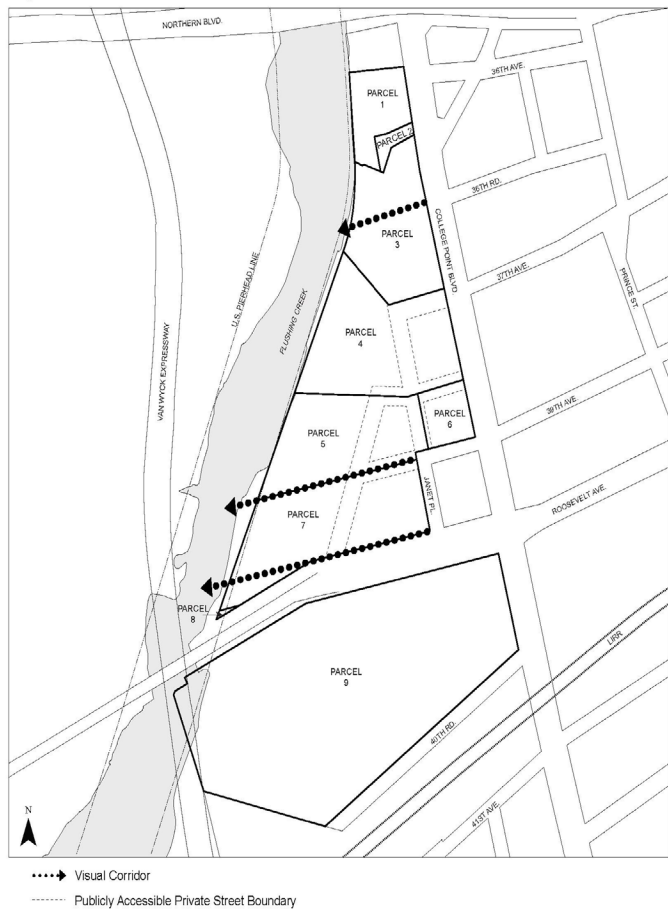 NORTHERN BLVD.
36TH AVE.
PARCEL
1
PARCEL 2
36TH RD.
PARCEL
3
COLLEGE POINT BLVD.
37TH AVE.
PRINCE ST.
U.S. PIERHEAD LINE
FLUSHING CREEK
VAN WYCK EXPRESSWAY
PARCEL
4
39TH AVE.
PARCEL
5
PARCEL
6
JANET PL.
ROOSEVELT AVE.
PARCEL
7
PARCEL
8
LIRR
PARCEL
9
40TH RD.
41ST AVE.
N
Visual Corridor
Publicly Accessible Private Street Boundary